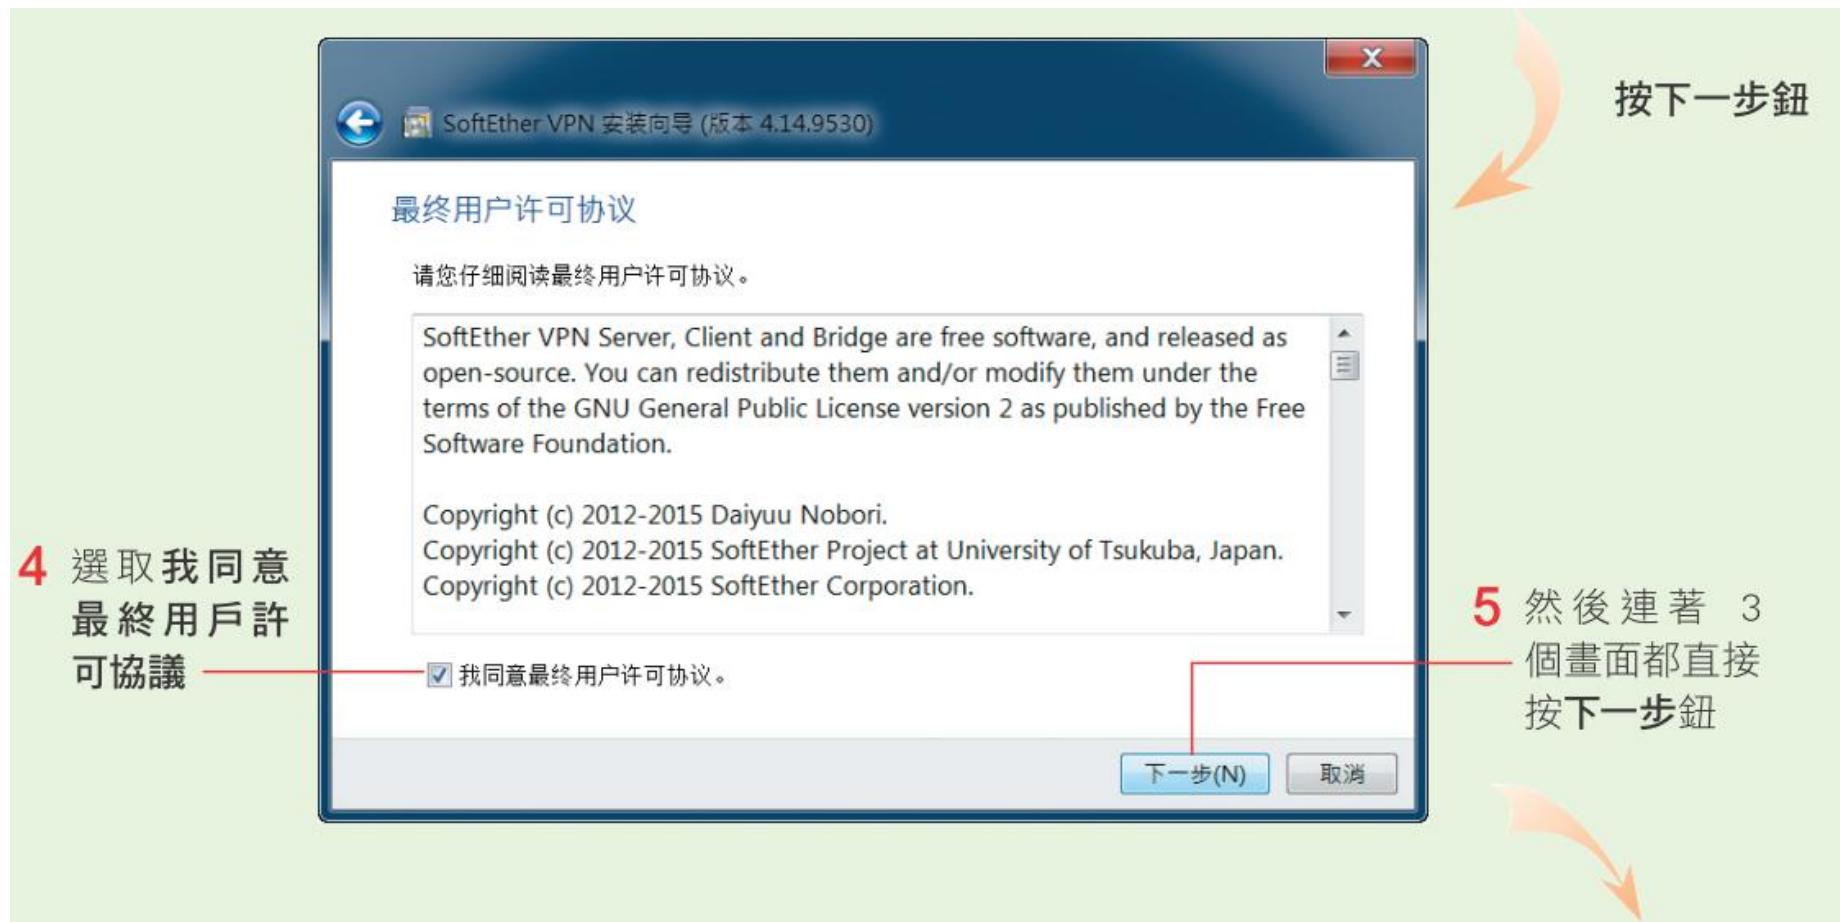 按下一步鈕
SoftEther VPN 安装向导 (版本 4.14.9530)
最终用户许可协议
请您仔细阅读最终用户许可协议。
SoftEther VPN Server, Client and Bridge are free software, and released as
open-source. You can redistribute them and/or modify them under the
terms of the GNU General Public License version 2 as published by the Free
Software Foundation.
Copyright (c) 2012-2015 Daiyuu Nobori.
Copyright (c) 2012-2015 SoftEther Project at University of Tsukuba, Japan.
Copyright (c) 2012-2015 SoftEther Corporation.
4 選取我同意
最終用戶許
可協議
我同意最终用户许可协议。
5 然後連著 3
個畫面都直接
按下一步鈕
下一步(N)
取消